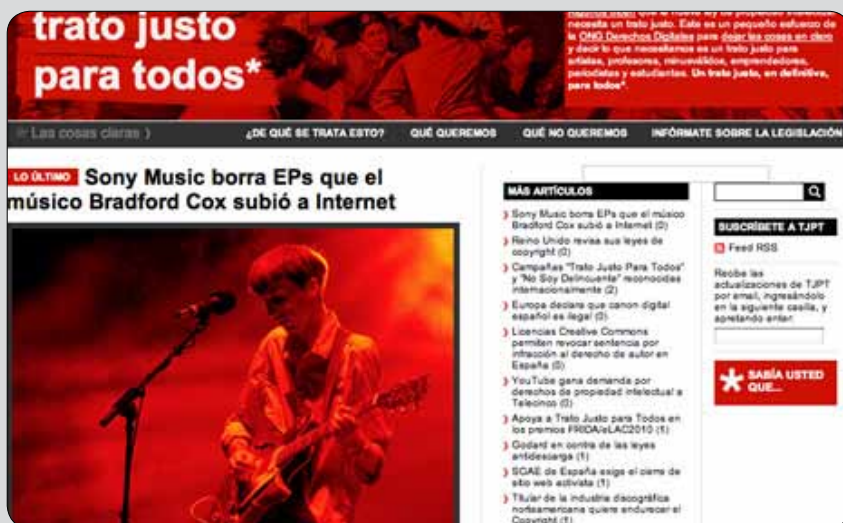 trato justo
para todos*
necesita un trato justo. Este es un pequeño esfuerzo de
la ONG Derechos Digitales para dejar las cosas en claro
y decir lo que necesitamos es un trato justo para
artistas, profesores, minusválidos, emprendedores,
periodistas y estudiantes. Un trato justo, en definitiva,
para todos*.
Las cosas claras )
¿DE QUÉ SE TRATA ESTO?
QUÉ QUEREMOS
QUÉ NO QUEREMOS
INFÓRMATE SOBRE LA LEGISLACIÓN
LO ÚLTIMO Sony Music borra EPs que el
músico Bradford Cox subió a Internet
MÁS ARTÍCULOS
Sony Music borra EPs que el músico
Bradford Cox subió a Internet (0)
Reino Unido revisa sus leyes de
copyright (0)
Campañas "Trato Justo Para Todos"
y "No Soy Delincuente" reconocidas
internacionalmente (2)
Europa declara que canon digital
español es ilegal (0)
Licencias Creative Commons
permiten revocar sentencia por
infracción al derecho de autor en
España (0)
YouTube gana demanda por
derechos de propiedad intelectual a
Telecinco (0)
Apoya a Trato Justo para Todos en
los premios FRIDA/eLAC2010 (1)
Godard en contra de las leyes
antidescarga (1)
SGAE de España exige el cierre de
sitio web activista (1)
Titular de la industria discográfica
norteamericana quiere endurecer el
Copyright (1)
SUSCRÍBETE A TJPT
Feed RSS
Recibe las
actualizaciones de TJPT
por email, ingresándolo
en la siguiente casilla, y
apretando enter:
SABÍA USTED
QUE...